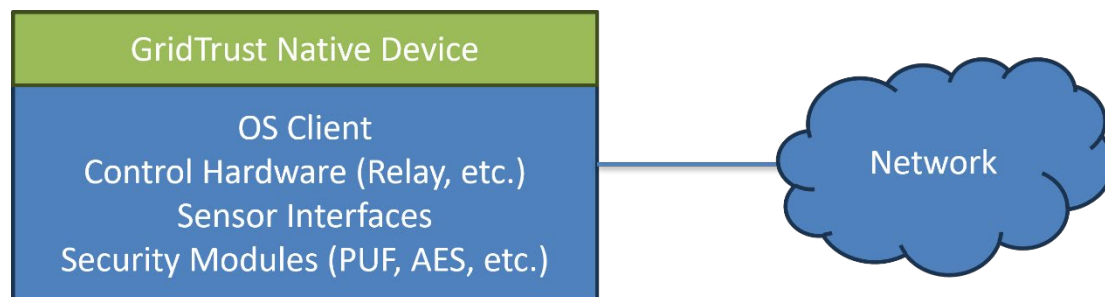 GridTrust Native Device
OS Client
Control Hardware (Relay, etc.)
Sensor Interfaces
Security Modules (PUF, AES, etc.)
Network